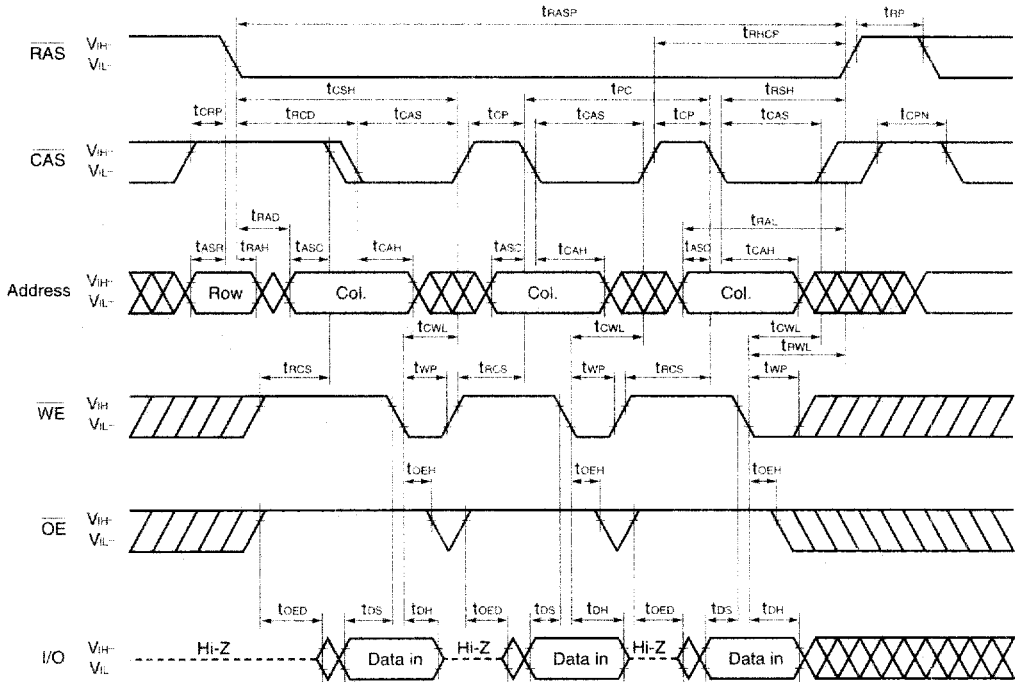 tRASP tRP
tRHCP
RAS VIH-
VIL-
tCSH tPC tRSH
tCRP tRCD tCAS tCP tCAS tCP tCAS tCPN
CAS VIH-
VIL-
tRAD tRAL
tASR tRAH tASC tCAH tASC tCAH tASC tCAH
Address VIH- Row Col. Col. Col.
VIL-
tCWL tCWL tCWL
tRWL
tRCS tWP tRCS tWP tRCS tWP
WE VIH
VIL-
tOEH tOEH tOEH
OE VIH-
VIL-
tOED tDS tDH tOED tDS tDH tOED tDS tDH
I/O VIH- Hi-Z Data in Hi-Z Data in Hi-Z Data in
VIL